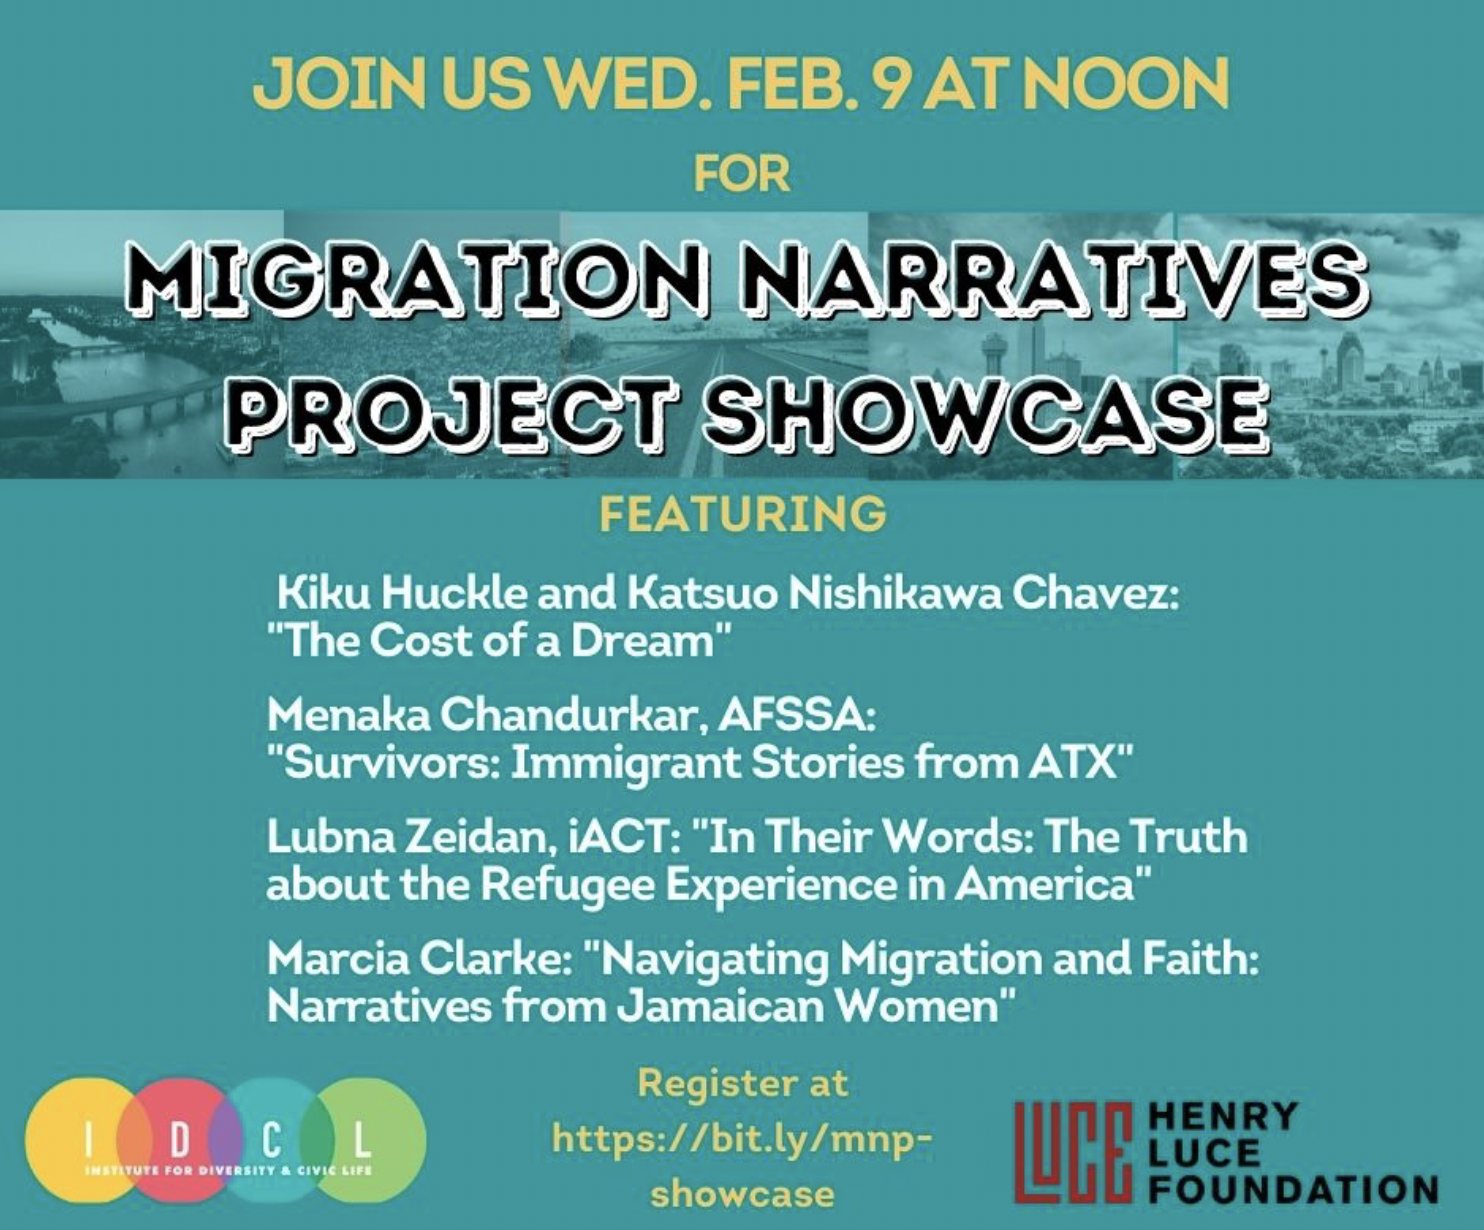 JOIN US WED. FEB. 9 AT NOON
FOR
MIGRATION NARRATIVES
PROJECT SHOWCASE
FEATURING
Kiku Huckle and Katsuo Nishikawa Chavez:
"The Cost of a Dream"
Menaka Chandurkar, AFSSA:
"Survivors: Immigrant Stories from ATX"
Lubna Zeidan, iACT: "In Their Words: The Truth
about the Refugee Experience in America"
Marcia Clarke: "Navigating Migration and Faith:
Narratives from Jamaican Women"
Register at
https://bit.ly/mnp-
showcase
I D C L
INSTITUTE FOR DIVERSITY & CIVIC LIFE
LUCE
HENRY
LUCE
FOUNDATION